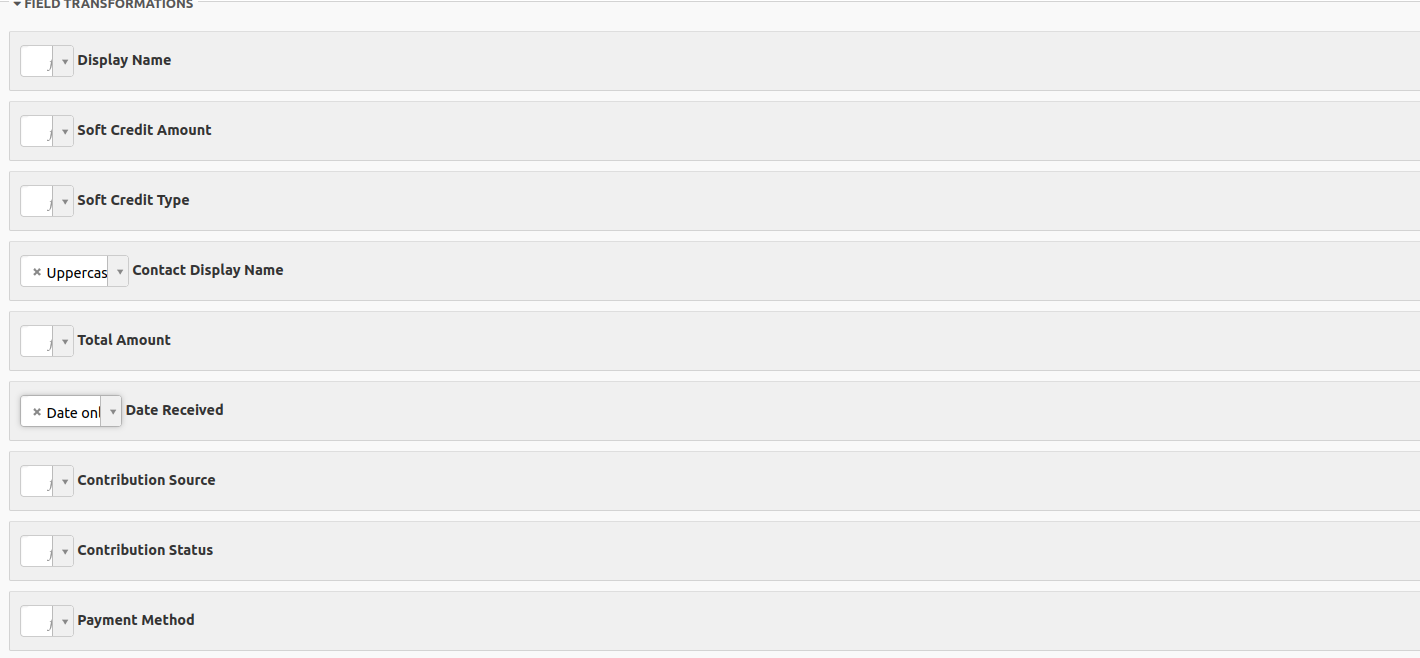 FIELD TRANSFORMATIONS
Display Name
Soft Credit Amount
Soft Credit Type
Uppercas Contact Display Name
Total Amount
Date onl Date Received
Contribution Source
Contribution Status
Payment Method